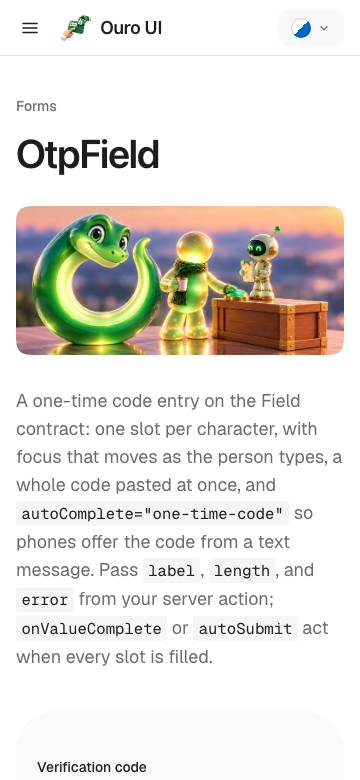 Ouro UI
Forms
OtpField
A one-time code entry on the Field
contract: one slot per character, with
focus that moves as the person types, a
whole code pasted at once, and
autoComplete="one-time-code" so
phones offer the code from a text
message. Pass label, length, and
error from your server action;
onValueComplete or autoSubmit act
when every slot is filled.
Verification code